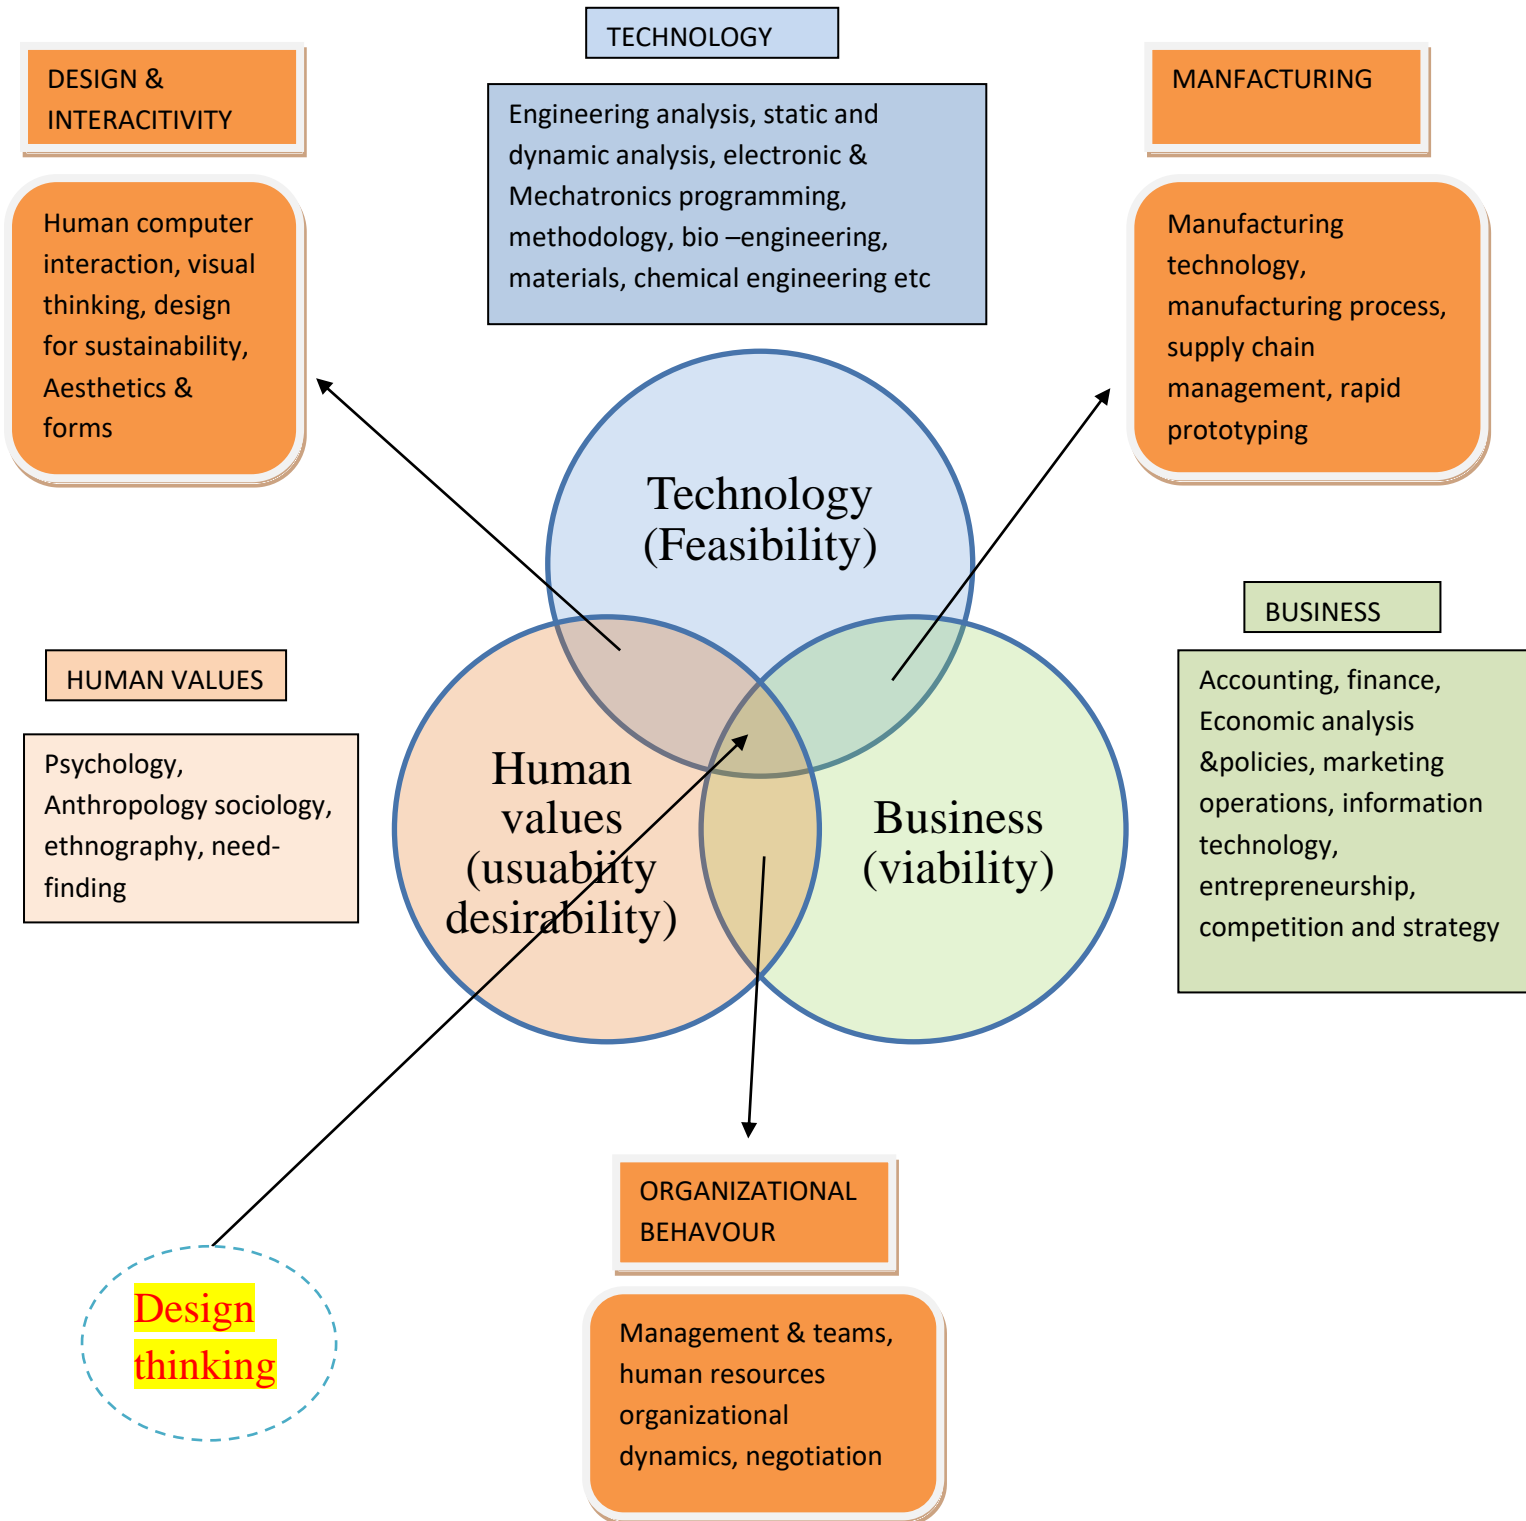 TECHNOLOGY
DESIGN &
INTERACITIVITY
MANFACTURING
Engineering analysis, static and
dynamic analysis, electronic &
Mechatronics programming,
methodology, bio –engineering,
materials, chemical engineering etc
Human computer
interaction, visual
thinking, design
for sustainability,
Aesthetics &
forms
Manufacturing
technology,
manufacturing process,
supply chain
management, rapid
prototyping
Technology
(Feasibility)
BUSINESS
HUMAN VALUES
Accounting, finance,
Economic analysis
&policies, marketing
operations, information
technology,
entrepreneurship,
competition and strategy
Psychology,
Anthropology sociology,
ethnography, need-
finding
Human
values
(usuabiity
desirability)
Business
(viability)
ORGANIZATIONAL
BEHAVOUR
Design
thinking
Management & teams,
human resources
organizational
dynamics, negotiation